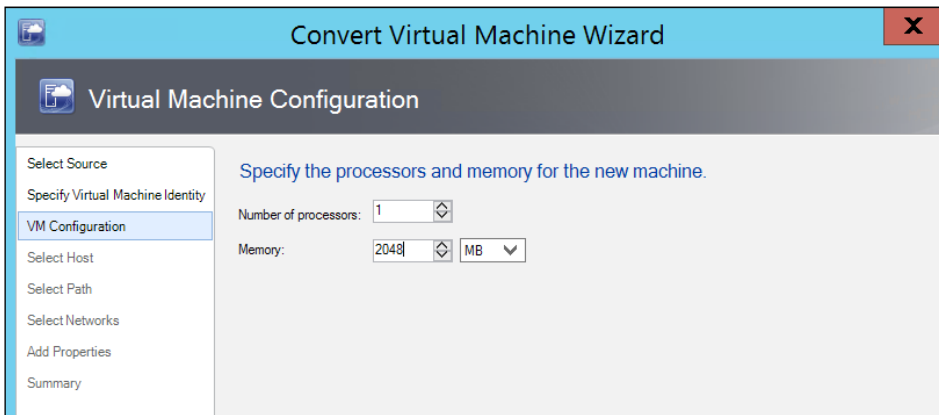 Convert Virtual Machine Wizard
X
Virtual Machine Configuration
Select Source
Specify Virtual Machine Identity
VM Configuration
Select Host
Select Path
Select Networks
Add Properties
Summary
Specify the processors and memory for the new machine.
Number of processors: 1
Memory: 2048 MB